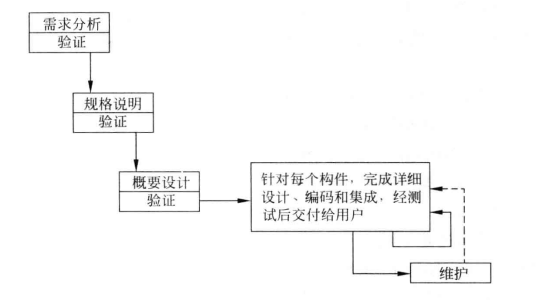 需求分析
验证
规格说明
验证
概要设计
验证
针对每个构件，完成详细
设计、编码和集成，经测
试后交付给用户
维护